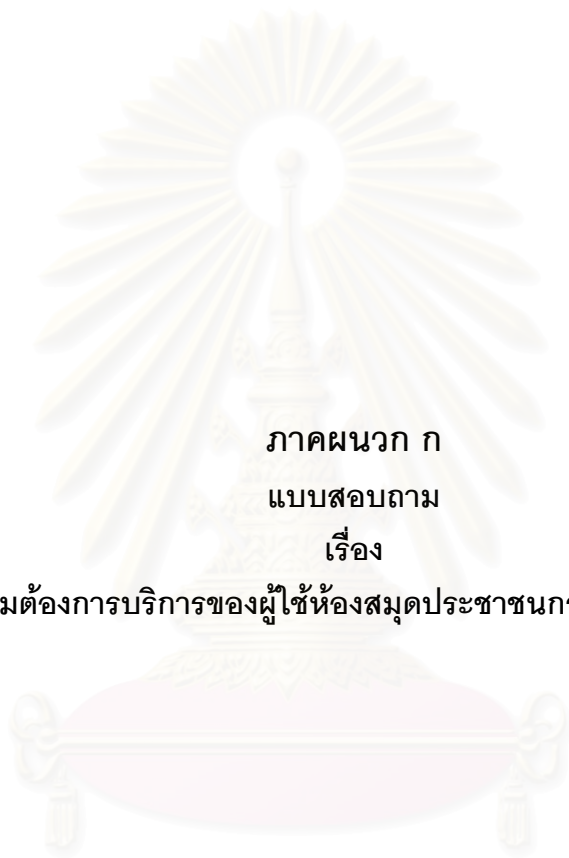 ภาคผนวก ก
แบบสอบถาม
เรื่อง
มต้องการบริการของผู้ใช้ห้องสมุดประชาชนก